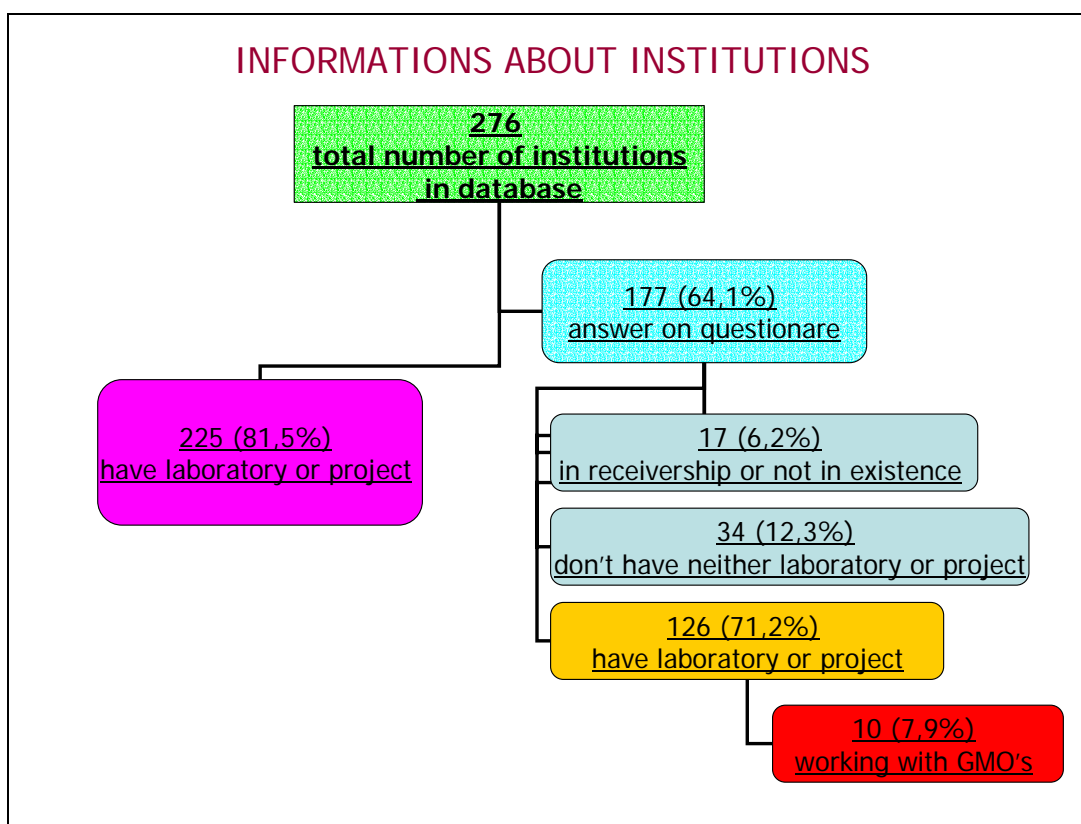 INFORMATIONS ABOUT INSTITUTIONS
276
total number of institutions
in database
177 (64,1%)
answer on questionare
225 (81,5%)
have laboratory or project
17 (6,2%)
in receivership or not in existence
34 (12,3%)
don't have neither laboratory or project
126 (71,2%)
have laboratory or project
10 (7,9%)
working with GMO's